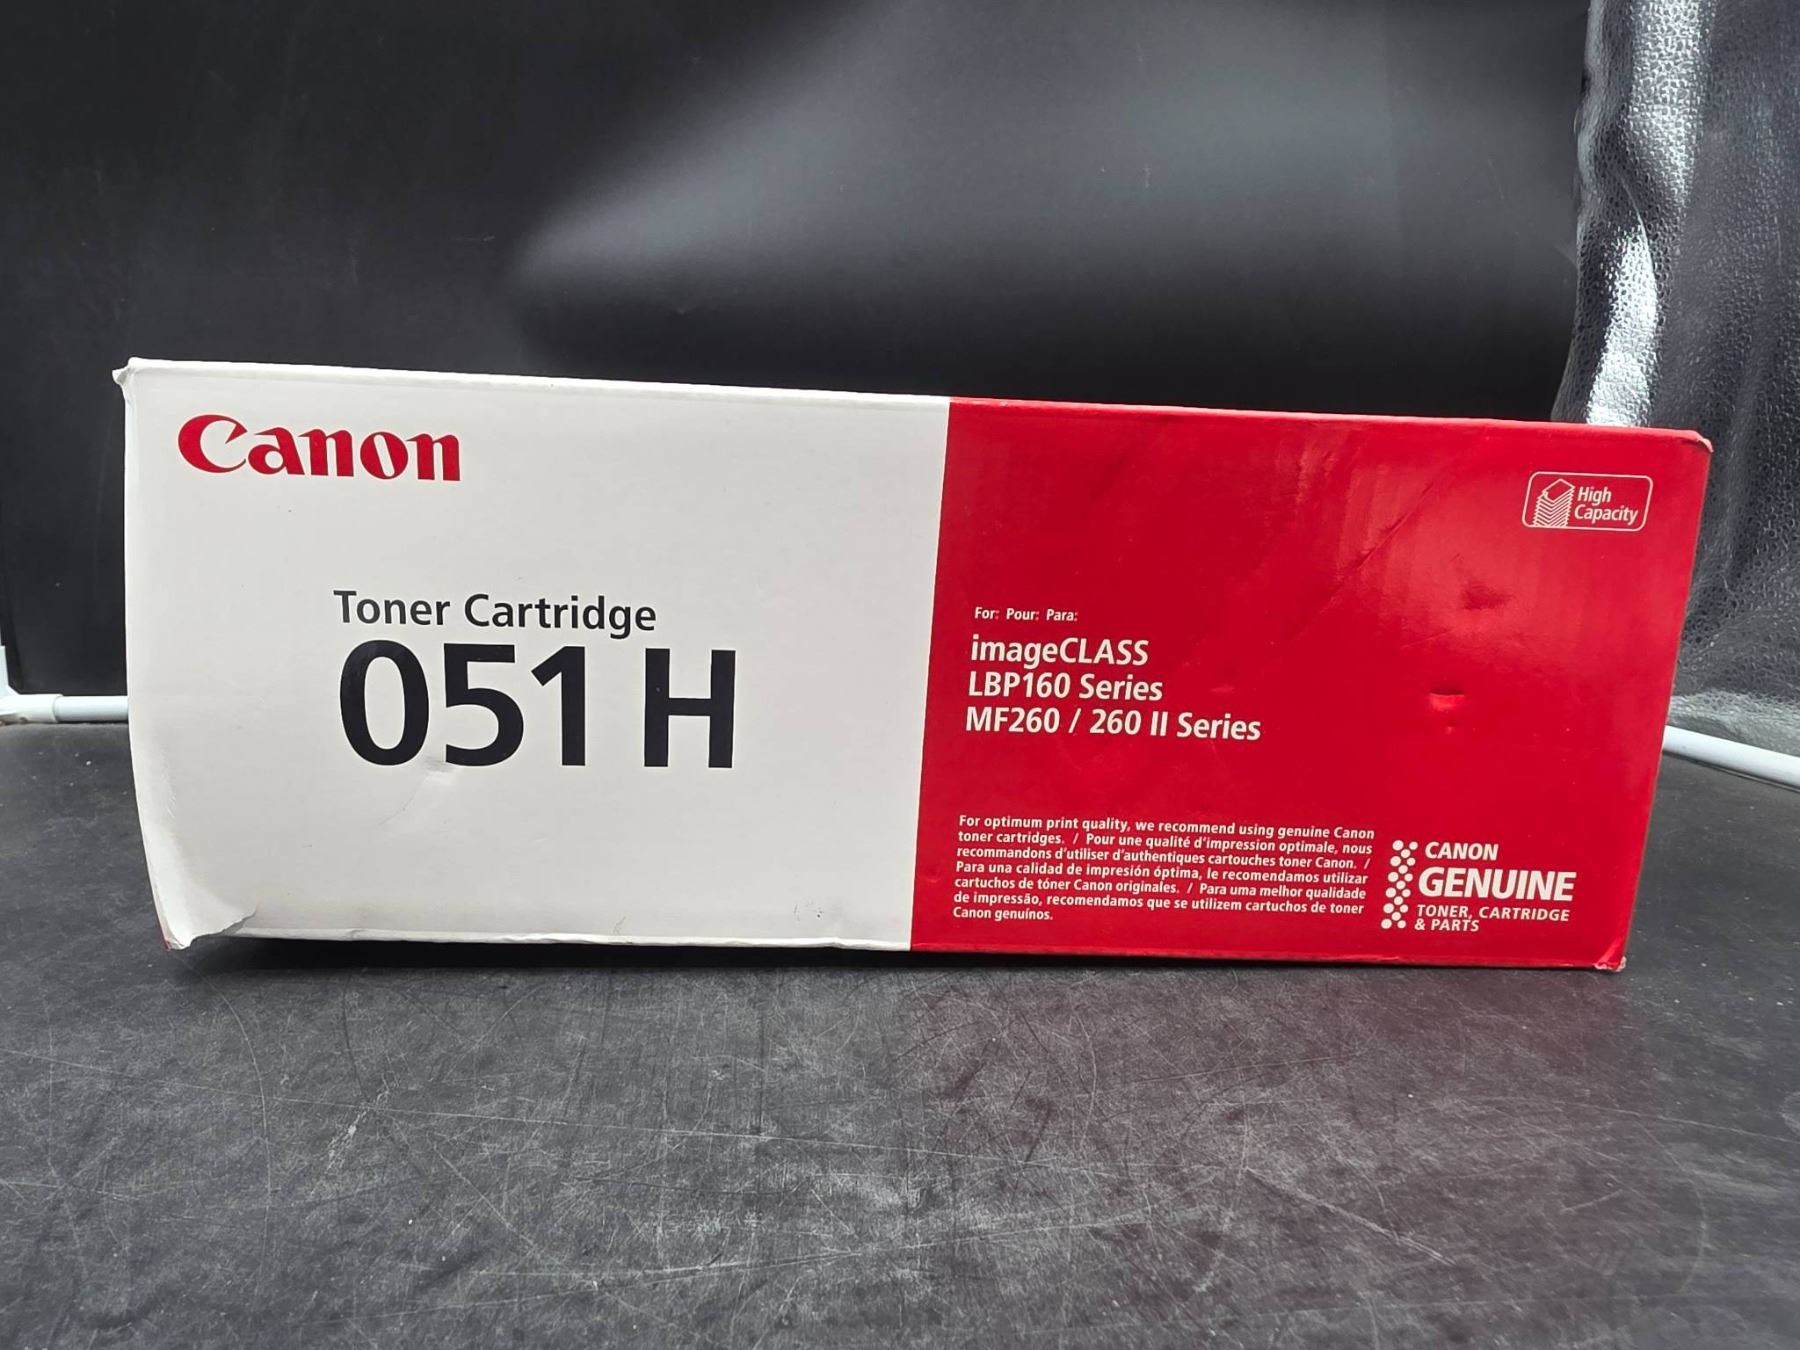 Canon
Toner Cartridge
051 H
High
Capacity
For: Pour: Para:
imageCLASS
LBP160 Series
MF260 / 260 II Series
For optimum print quality, we recommend using genuine Canon
toner cartridges. / Pour une qualité d'impression optimale, nous
recommandons d'utiliser d'authentiques cartouches toner Canon. /
Para una calidad de impresión óptima, le recomendamos utilizar
cartuchos de tóner Canon originales. / Para uma melhor qualidade
de impressão, recomendamos que se utilizem cartuchos de toner
Canon genuínos.
CANON
GENUINE
TONER, CARTRIDGE
& PARTS